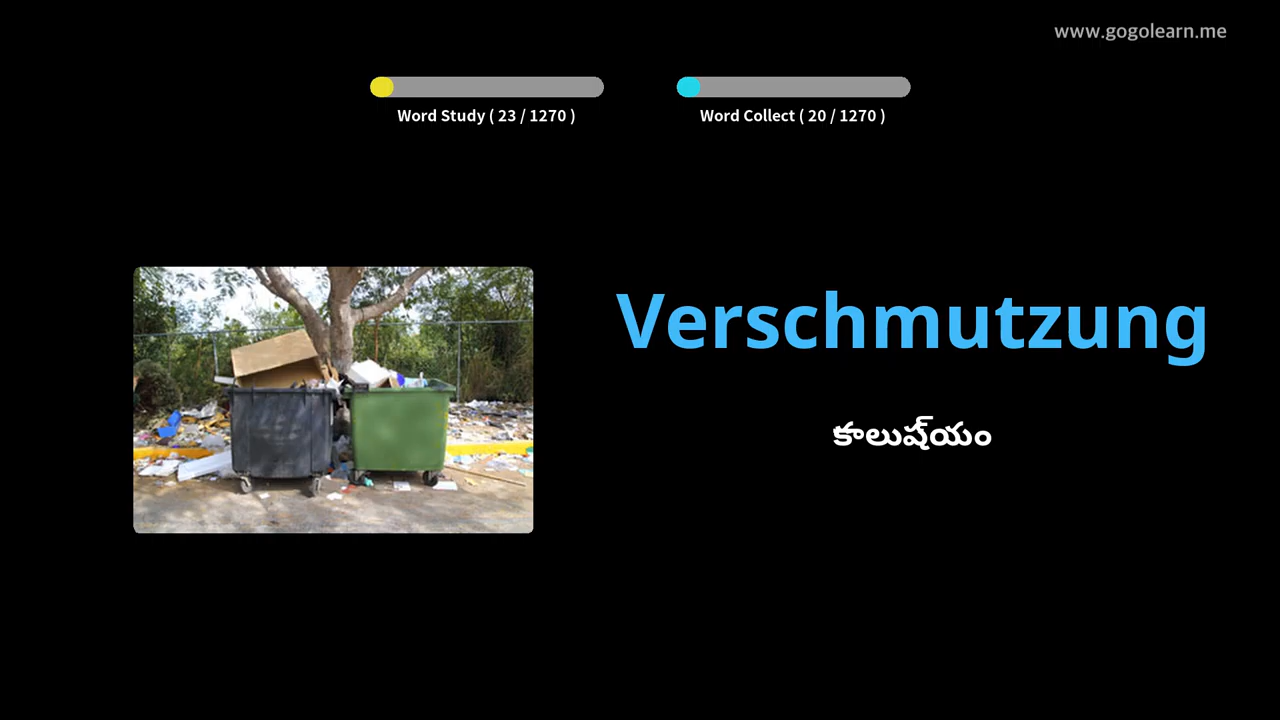 www.gogolearn.me
Word Study ( 23 / 1270 )
Word Collect ( 20 / 1270 )
Verschmutzung
కాలుష్యం